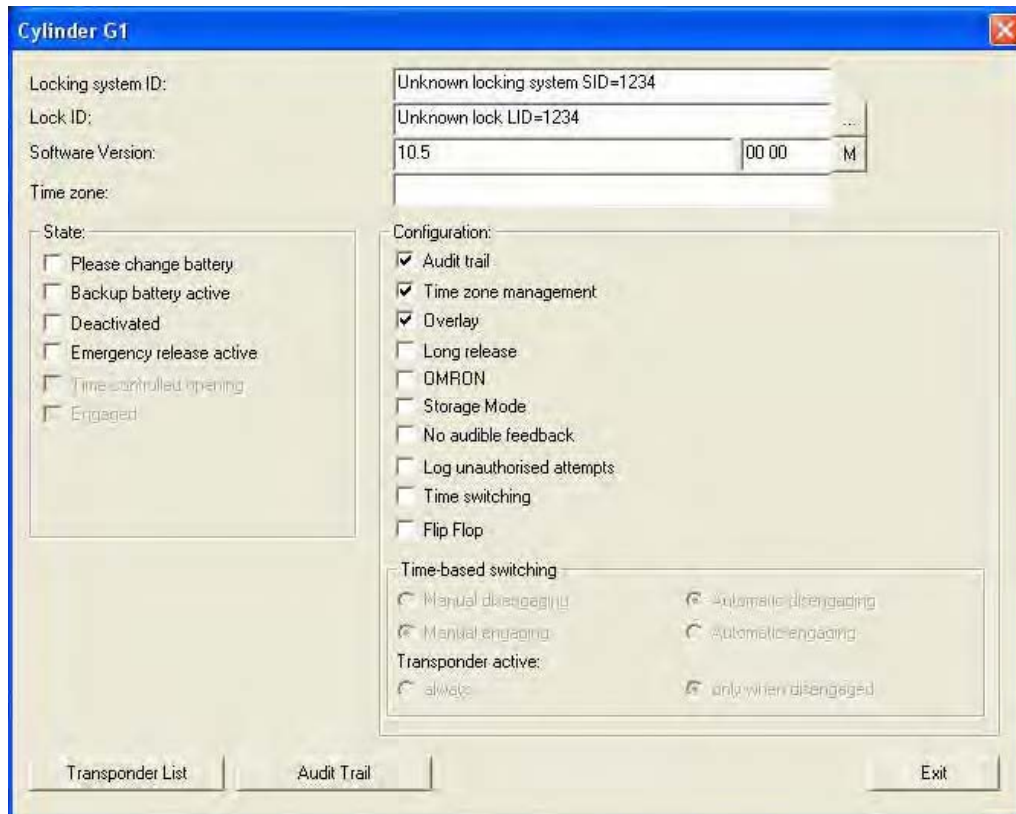 Cylinder G1
Locking system ID: Unknown locking system SID=1234
Lock ID: Unknown lock LID=1234 ...
Software Version: 10.5 00 00 M
Time zone:
State:
Please change battery
Backup battery active
Deactivated
Emergency release active
Time controlled opening
Engaged
Configuration:
Audit trail
Time zone management
Overlay
Long release
OMRON
Storage Mode
No audible feedback
Log unauthorised attempts
Time switching
Flip Flop
Time-based switching
Manual disengaging Automatic disengaging
Manual engaging Automatic engaging
Transponder active:
always only when disengaged
Transponder List Audit Trail Exit